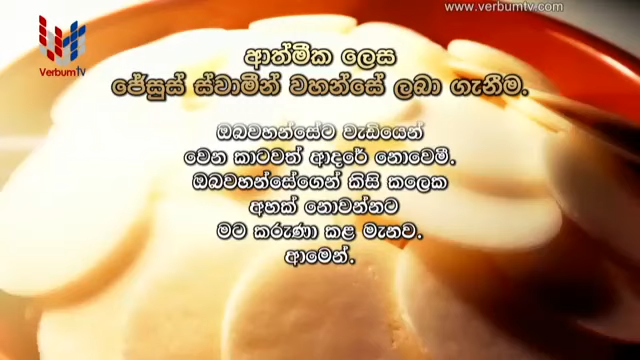 www.verbumtv.com
Verbumtv
ආත්මික ලෙස
ජේසුස් ස්වාමීන් වහන්සේ ලබා ගැනීම.
ඔබවහන්සේට වැඩියෙන්
වෙන කාටවත් ආදරේ නොවෙමී.
ඔබවහන්සේගෙන් කිසි කලෙක
අහක් නොවන්නට
මට කරුණා කළ මැනව.
ආමෙන්.